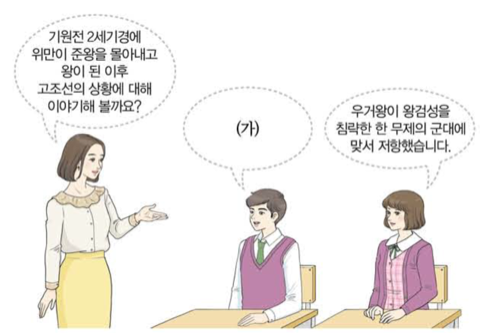 기원전 2세기경에
위만이 준왕을 몰아내고
왕이 된 이후
고조선의 상황에 대해
이야기해 볼까요?
(가)
우거왕이 왕검성을
침략한 한 무제의 군대에
맞서 저항했습니다.